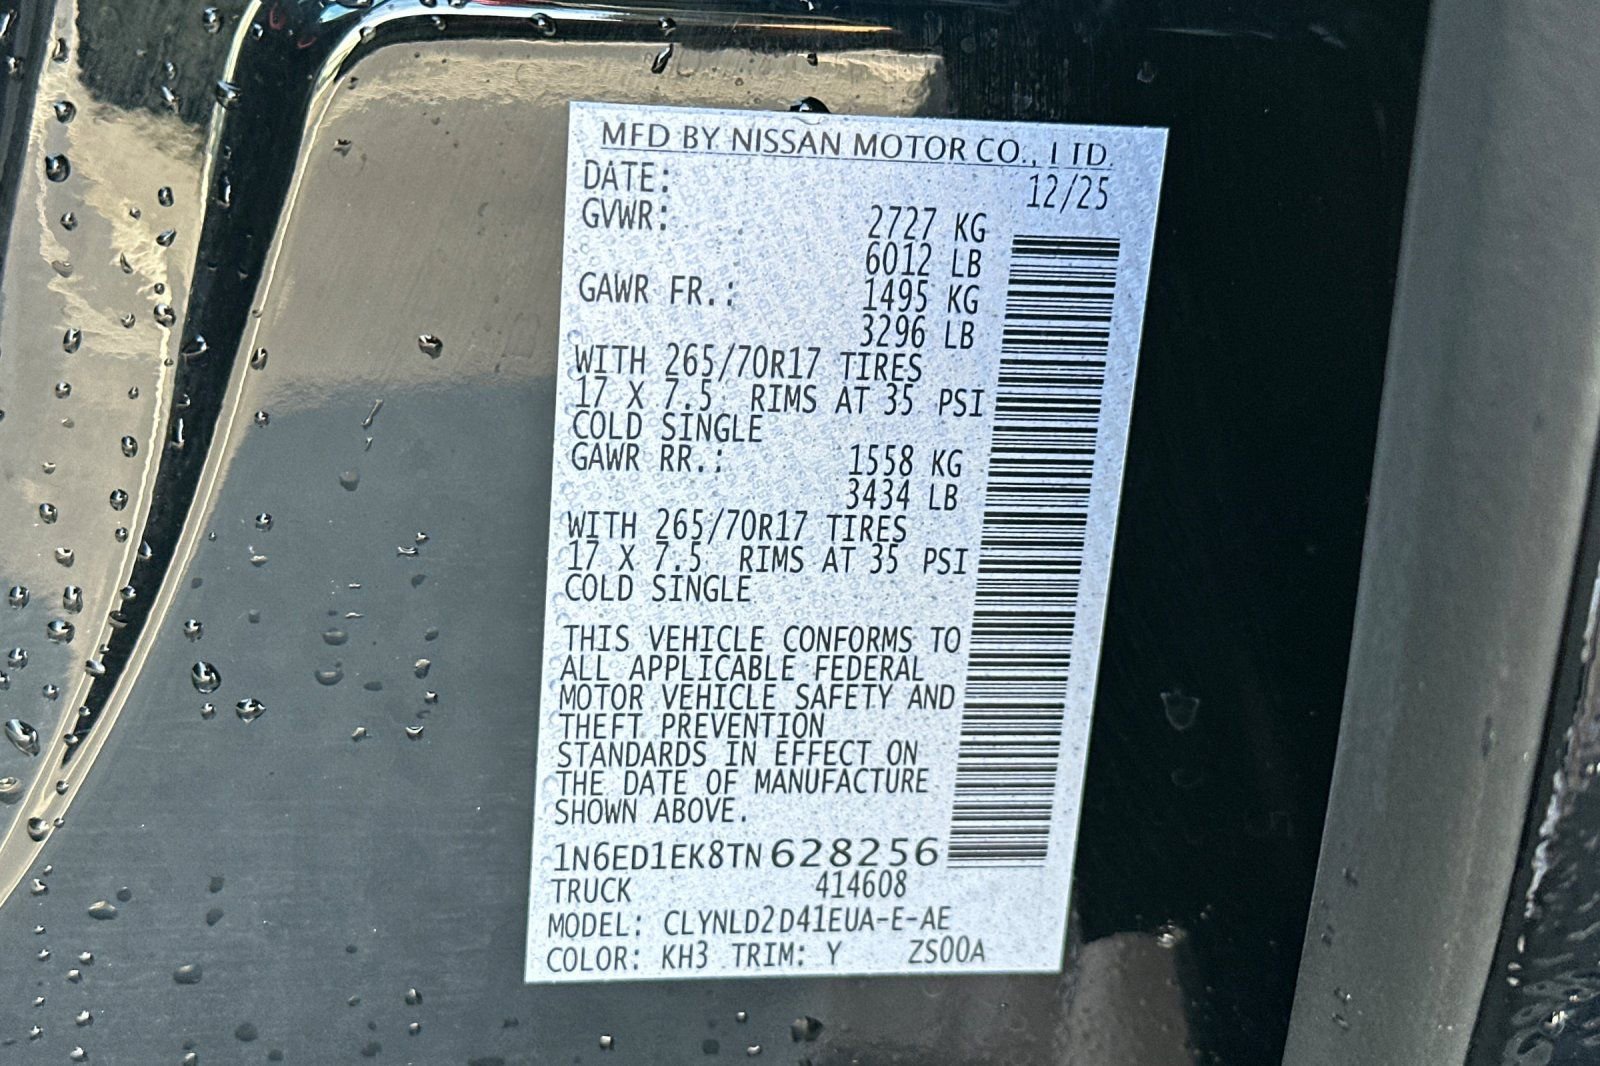 MFD BY NISSAN MOTOR CO., LTD.
DATE: 12/25
GVWR: 2727 KG
6012 LB
GAWR FR.: 1495 KG
3296 LB
WITH 265/70R17 TIRES
17 X 7.5 RIMS AT 35 PSI
COLD SINGLE
GAWR RR.: 1558 KG
3434 LB
WITH 265/70R17 TIRES
17 X 7.5 RIMS AT 35 PSI
COLD SINGLE
THIS VEHICLE CONFORMS TO
ALL APPLICABLE FEDERAL
MOTOR VEHICLE SAFETY AND
THEFT PREVENTION
STANDARDS IN EFFECT ON
THE DATE OF MANUFACTURE
SHOWN ABOVE.
1N6ED1EK8TN628256
TRUCK 414608
MODEL: CLYNLD2D41EUA-E-AE
COLOR: KH3 TRIM: Y ZS00A